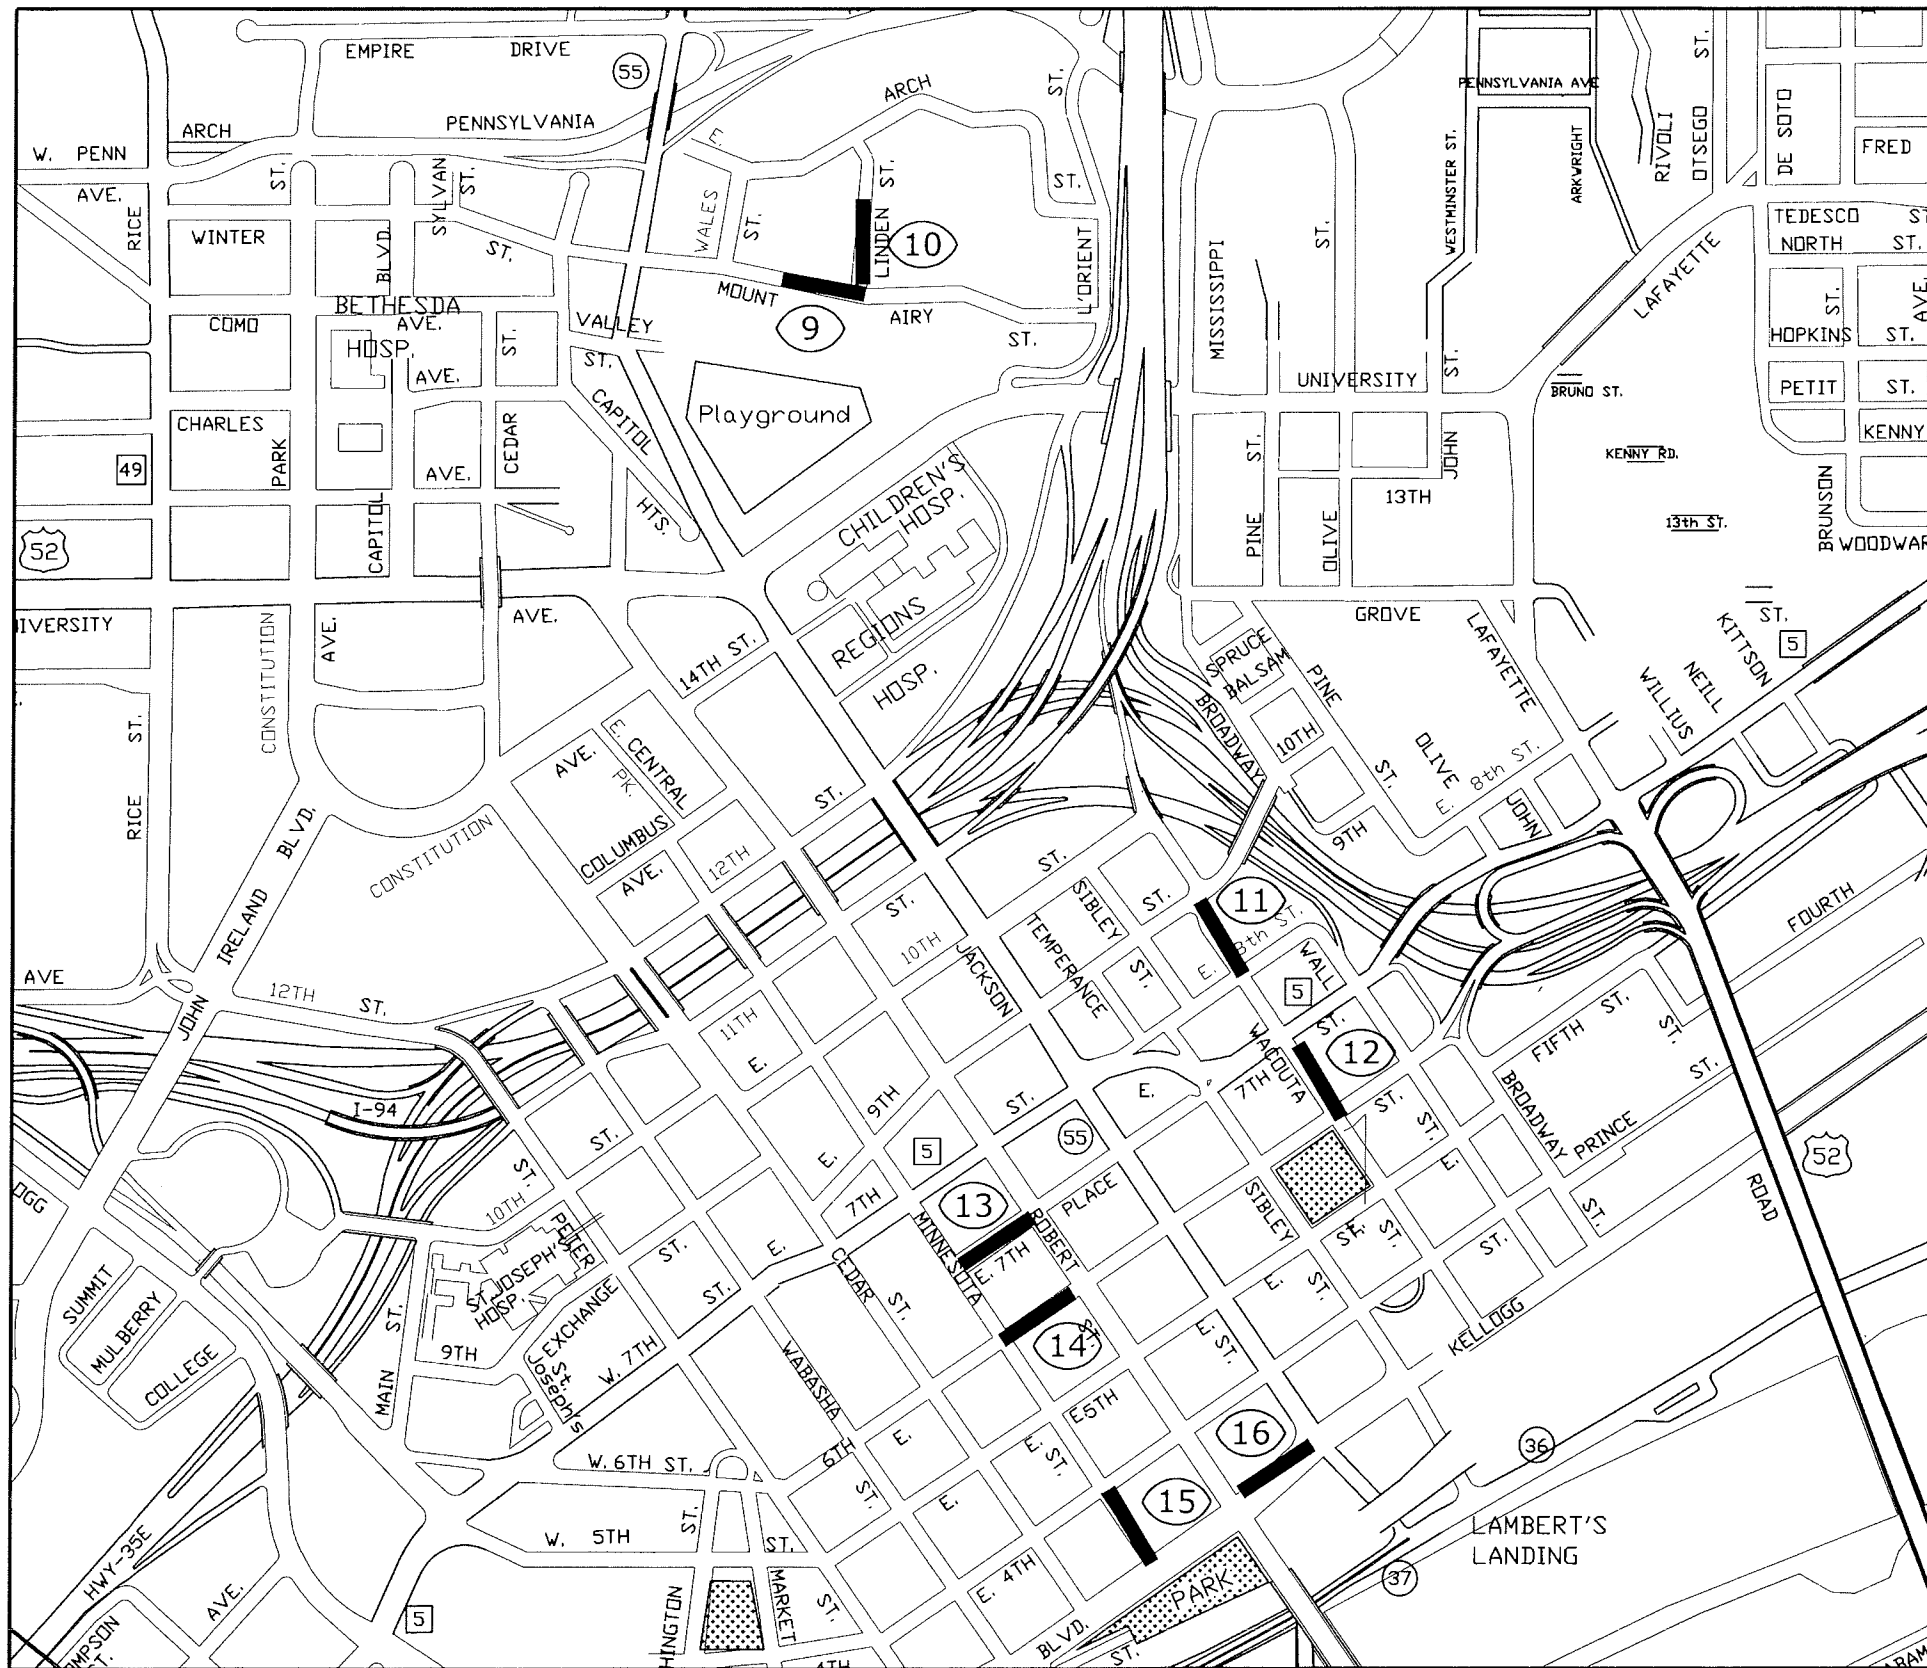 EMPIRE DRIVE
55
ARCH
PENNSYLVANIA
W. PENN
AVE.
RICE
WINTER
ST.
BLVD.
SYLVAN
ST.
ST.
E.
ARCH
ST.
WALES
ST.
LINDEN
ST.
10
ST.
L'ORIENT
MOUNT
9
AIRY
ST.
BETHESDA
HOSP.
COMO
AVE.
AVE.
ST.
VALLEY
ST.
CAPITOL
HTS.
Playground
CHARLES
PARK
AVE.
CEDAR
49
52
CAPITOL
IVERSITY
AVE.
AVE.
CONSTITUTION
CHILDREN'S
HOSP.
REGIONS
HOSP.
14TH ST.
MISSISSIPPI
ST.
PENNSYLVANIA AVE
WESTMINSTER ST.
ARKWRIGHT
RIVOLI
OTSEGO
ST.
DE SOTO
FRED
TEDESCO ST
NORTH ST.
LAFAYETTE
ST.
AVE.
HOPKINS ST.
PETIT ST.
KENNY
BRUNO ST.
UNIVERSITY
ST.
KENNY RD.
13th ST.
BRUNSON
WOODWAR
PINE
ST.
OLIVE
JOHN
13TH
GROVE
ST.
5
KITTSON
NEILL
WILLIUS
LAFAYETTE
SPRUCE
BALSAM
PINE
ST.
BROADWAY
10TH
OLIVE
E. 8th ST.
JOHN
9TH
RICE
ST.
JOHN
IRELAND
BLVD.
CONSTITUTION
AVE.
E. CENTRAL
PK.
COLUMBUS
AVE.
12TH
ST.
AVE
12TH
ST.
ST.
10TH
JACKSON
ST.
SIBLEY
ST.
TEMPERANCE
ST.
11
E. 8th ST.
WALL
5
ST.
12
WACOUTA
7TH
FOURTH
FIFTH ST.
ST.
BROADWAY
PRINCE
ST.
ST.
ST.
E.
I-94
11TH
E.
9TH
ST.
E.
55
5
E.
ST.
ST.
10TH
7TH
13
PLACE
MINNESOTA
ROBERT
E. 7TH
SIBLEY
ST.
ST.
ST.
ST.
52
ROAD
OGG
SUMMIT
MULBERRY
COLLEGE
ST. JOSEPH'S
HOSP.
PETER
ST.
ST.
E.
CEDAR
ST.
14
ST.
E.
ST.
KELLOGG
MAIN
ST.
9TH
EXCHANGE
St.
Joseph's
W. 7TH
WABASHA
E. ST.
E5TH
16
36
W. 6TH ST.
6TH
ST.
E.
E. ST.
E.
15
LAMBERT'S
LANDING
HWY-35E
AVE.
W. 5TH
ST.
ST.
5
MARKET
ST.
E. 4TH
PARK
37
BLVD.
ST.
HINGTON
4TH